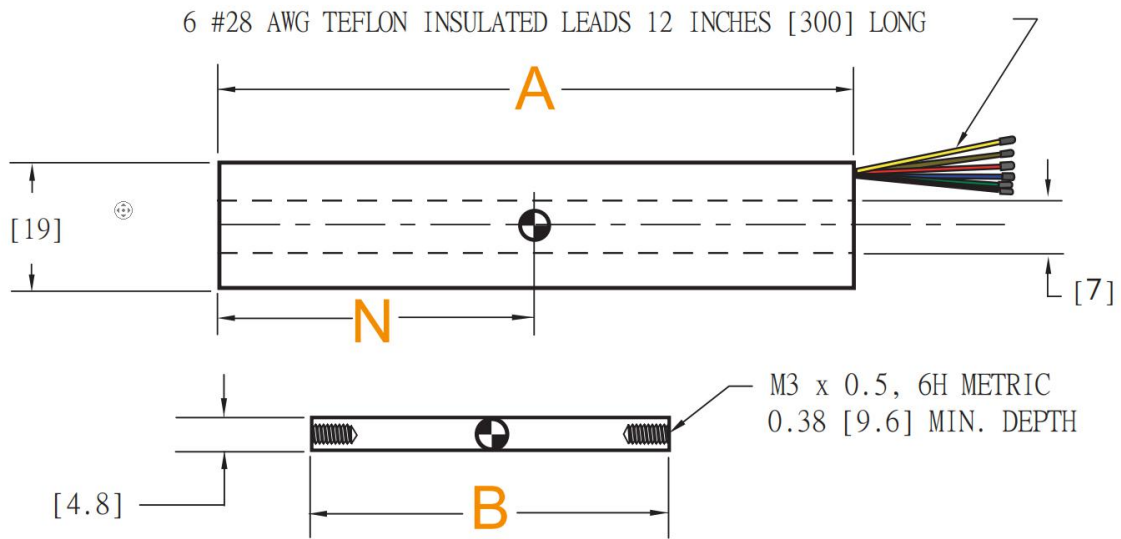 6 #28 AWG TEFLON INSULATED LEADS 12 INCHES [300] LONG
A
[19]
[7]
N
M3 x 0.5, 6H METRIC
0.38 [9.6] MIN. DEPTH
[4.8]
B